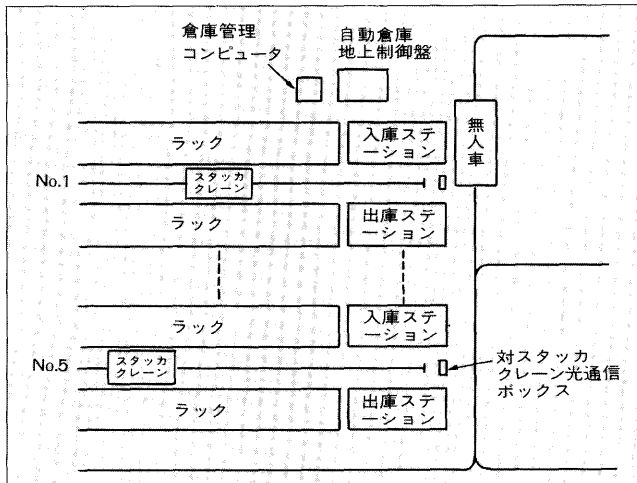 倉庫管理
コンピュータ
自動倉庫
地上制御盤
無人車
ラック
入庫ステ
ーション
No.1
スタッカ
クレーン
ラック
出庫ステ
ーション
ラック
入庫ステ
ーション
No.5
スタッカ
クレーン
対スタッカ
クレーン光通信
ボックス
ラック
出庫ステ
ーション